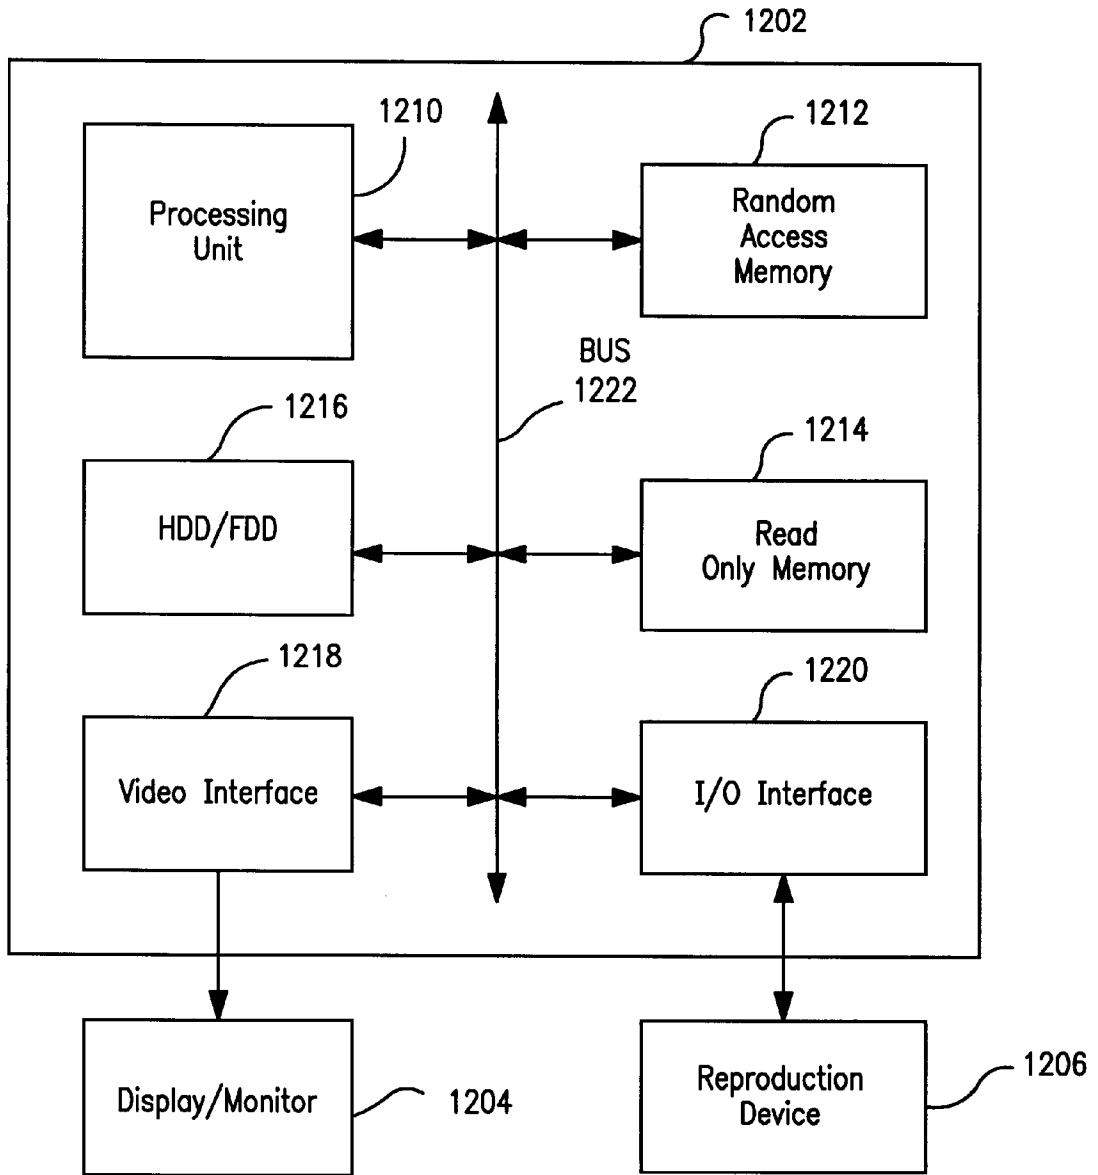 1202
1210
Processing
Unit
1212
Random
Access
Memory
BUS
1222
1216
HDD/FDD
1214
Read
Only Memory
1218
Video Interface
1220
I/O Interface
Display/Monitor
1204
Reproduction
Device
1206